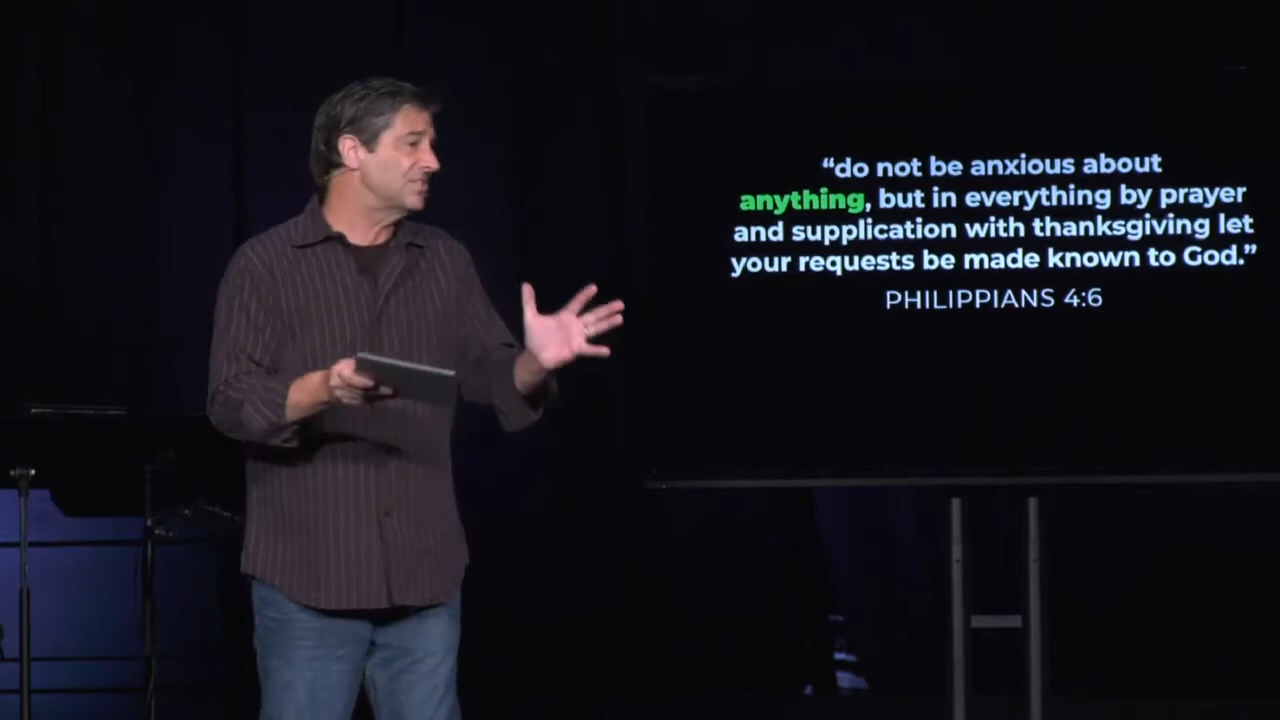 “do not be anxious about
anything, but in everything by prayer
and supplication with thanksgiving let
your requests be made known to God.”
PHILIPPIANS 4:6